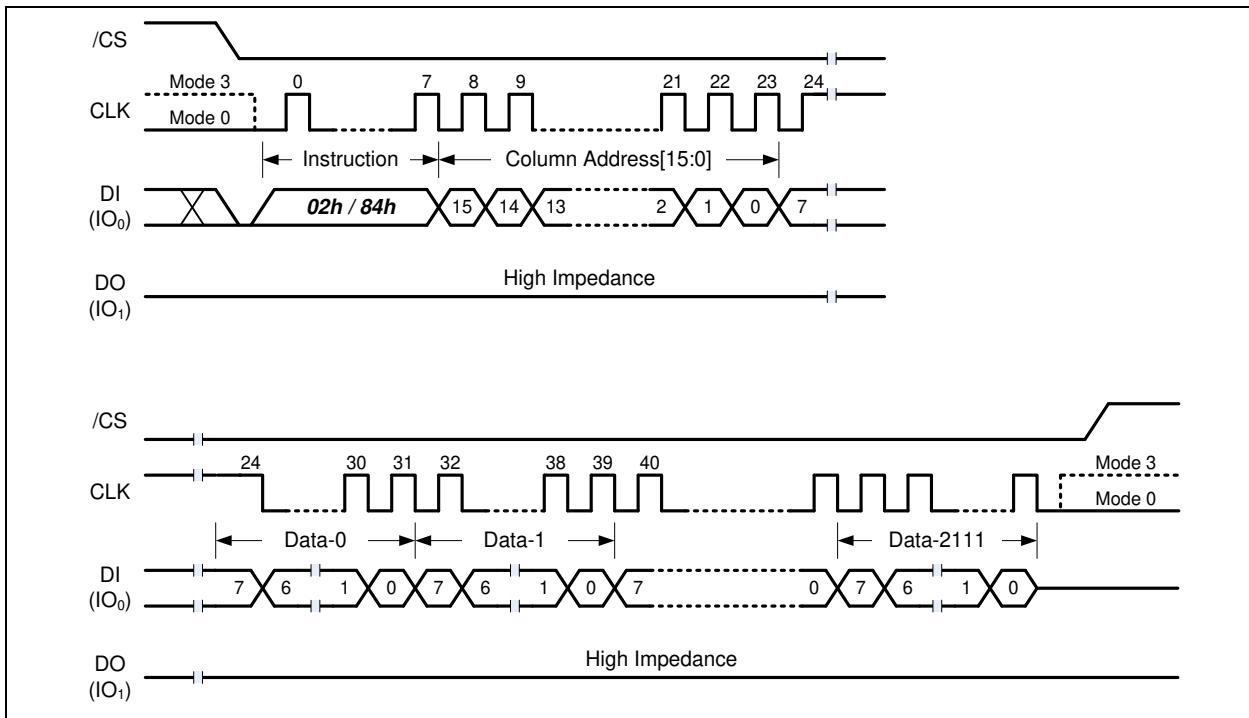 /CS
Mode 3 0 7 8 9 21 22 23 24
CLK
Mode 0
Instruction Column Address[15:0]
DI
(IO0)
02h / 84h 15 14 13 2 1 0 7
High Impedance
DO
(IO1)
/CS
24 30 31 32 38 39 40 Mode 3
CLK
Mode 0
Data-0 Data-1 Data-2111
DI
(IO0)
7 6 1 0 7 6 1 0 7 0 7 6 1 0
High Impedance
DO
(IO1)